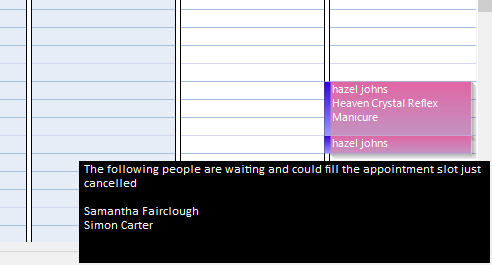 hazel johns
Heaven Crystal Reflex
Manicure
hazel johns
The following people are waiting and could fill the appointment slot just
cancelled
Samantha Fairclough
Simon Carter